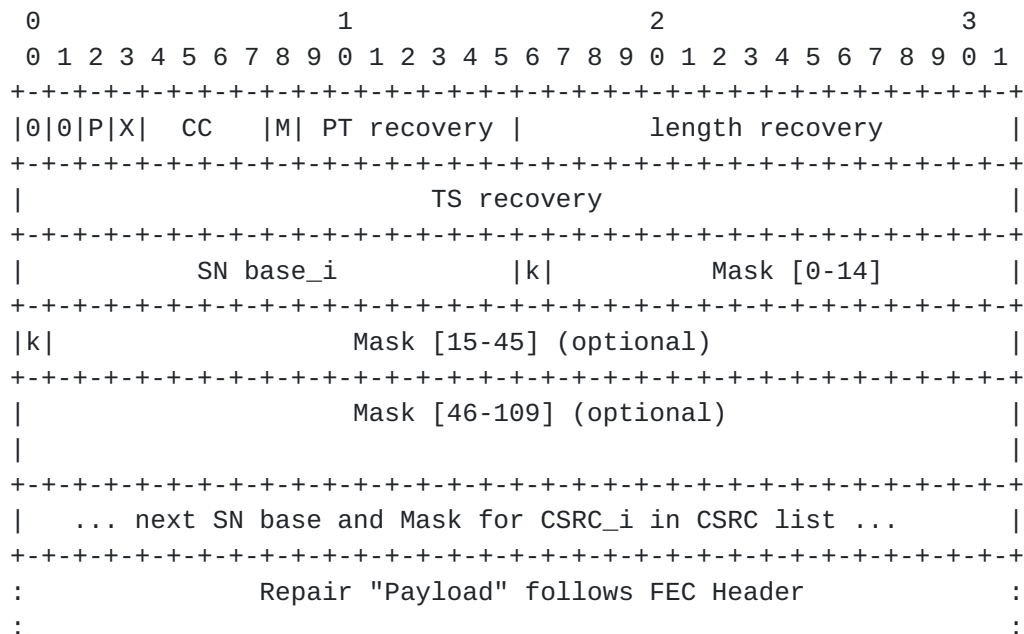 0                   1                   2                   3
 0 1 2 3 4 5 6 7 8 9 0 1 2 3 4 5 6 7 8 9 0 1 2 3 4 5 6 7 8 9 0 1
+-+-+-+-+-+-+-+-+-+-+-+-+-+-+-+-+-+-+-+-+-+-+-+-+-+-+-+-+-+-+-+-+
|0|0|P|X|  CC   |M| PT recovery |        length recovery        |
+-+-+-+-+-+-+-+-+-+-+-+-+-+-+-+-+-+-+-+-+-+-+-+-+-+-+-+-+-+-+-+-+
|                          TS recovery                          |
+-+-+-+-+-+-+-+-+-+-+-+-+-+-+-+-+-+-+-+-+-+-+-+-+-+-+-+-+-+-+-+-+
|           SN base_i           |k|          Mask [0-14]        |
+-+-+-+-+-+-+-+-+-+-+-+-+-+-+-+-+-+-+-+-+-+-+-+-+-+-+-+-+-+-+-+-+
|k|                   Mask [15-45] (optional)                   |
+-+-+-+-+-+-+-+-+-+-+-+-+-+-+-+-+-+-+-+-+-+-+-+-+-+-+-+-+-+-+-+-+
|                     Mask [46-109] (optional)                  |
|                                                               |
+-+-+-+-+-+-+-+-+-+-+-+-+-+-+-+-+-+-+-+-+-+-+-+-+-+-+-+-+-+-+-+-+
|   ... next SN base and Mask for CSRC_i in CSRC list ...       |
+-+-+-+-+-+-+-+-+-+-+-+-+-+-+-+-+-+-+-+-+-+-+-+-+-+-+-+-+-+-+-+-+
:               Repair "Payload" follows FEC Header             :
:                                                               :